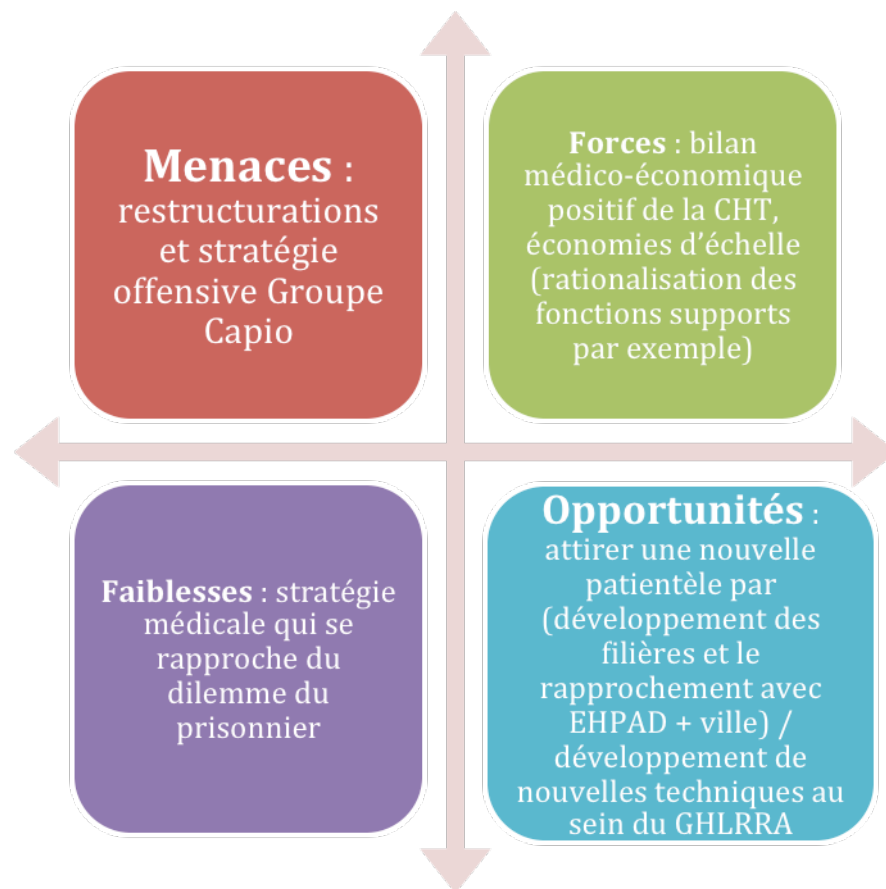 Menaces :
restructurations
et stratégie
offensive Groupe
Capio
Forces : bilan
médico-économique
positif de la CHT,
économies d’échelle
(rationalisation des
fonctions supports
par exemple)
Faiblesses : stratégie
médicale qui se
rapproche du
dilemme du
prisonnier
Opportunités :
attirer une nouvelle
patientèle par
(développement des
filières et le
rapprochement avec
EHPAD + ville) /
développement de
nouvelles techniques au
sein du GHLRRA